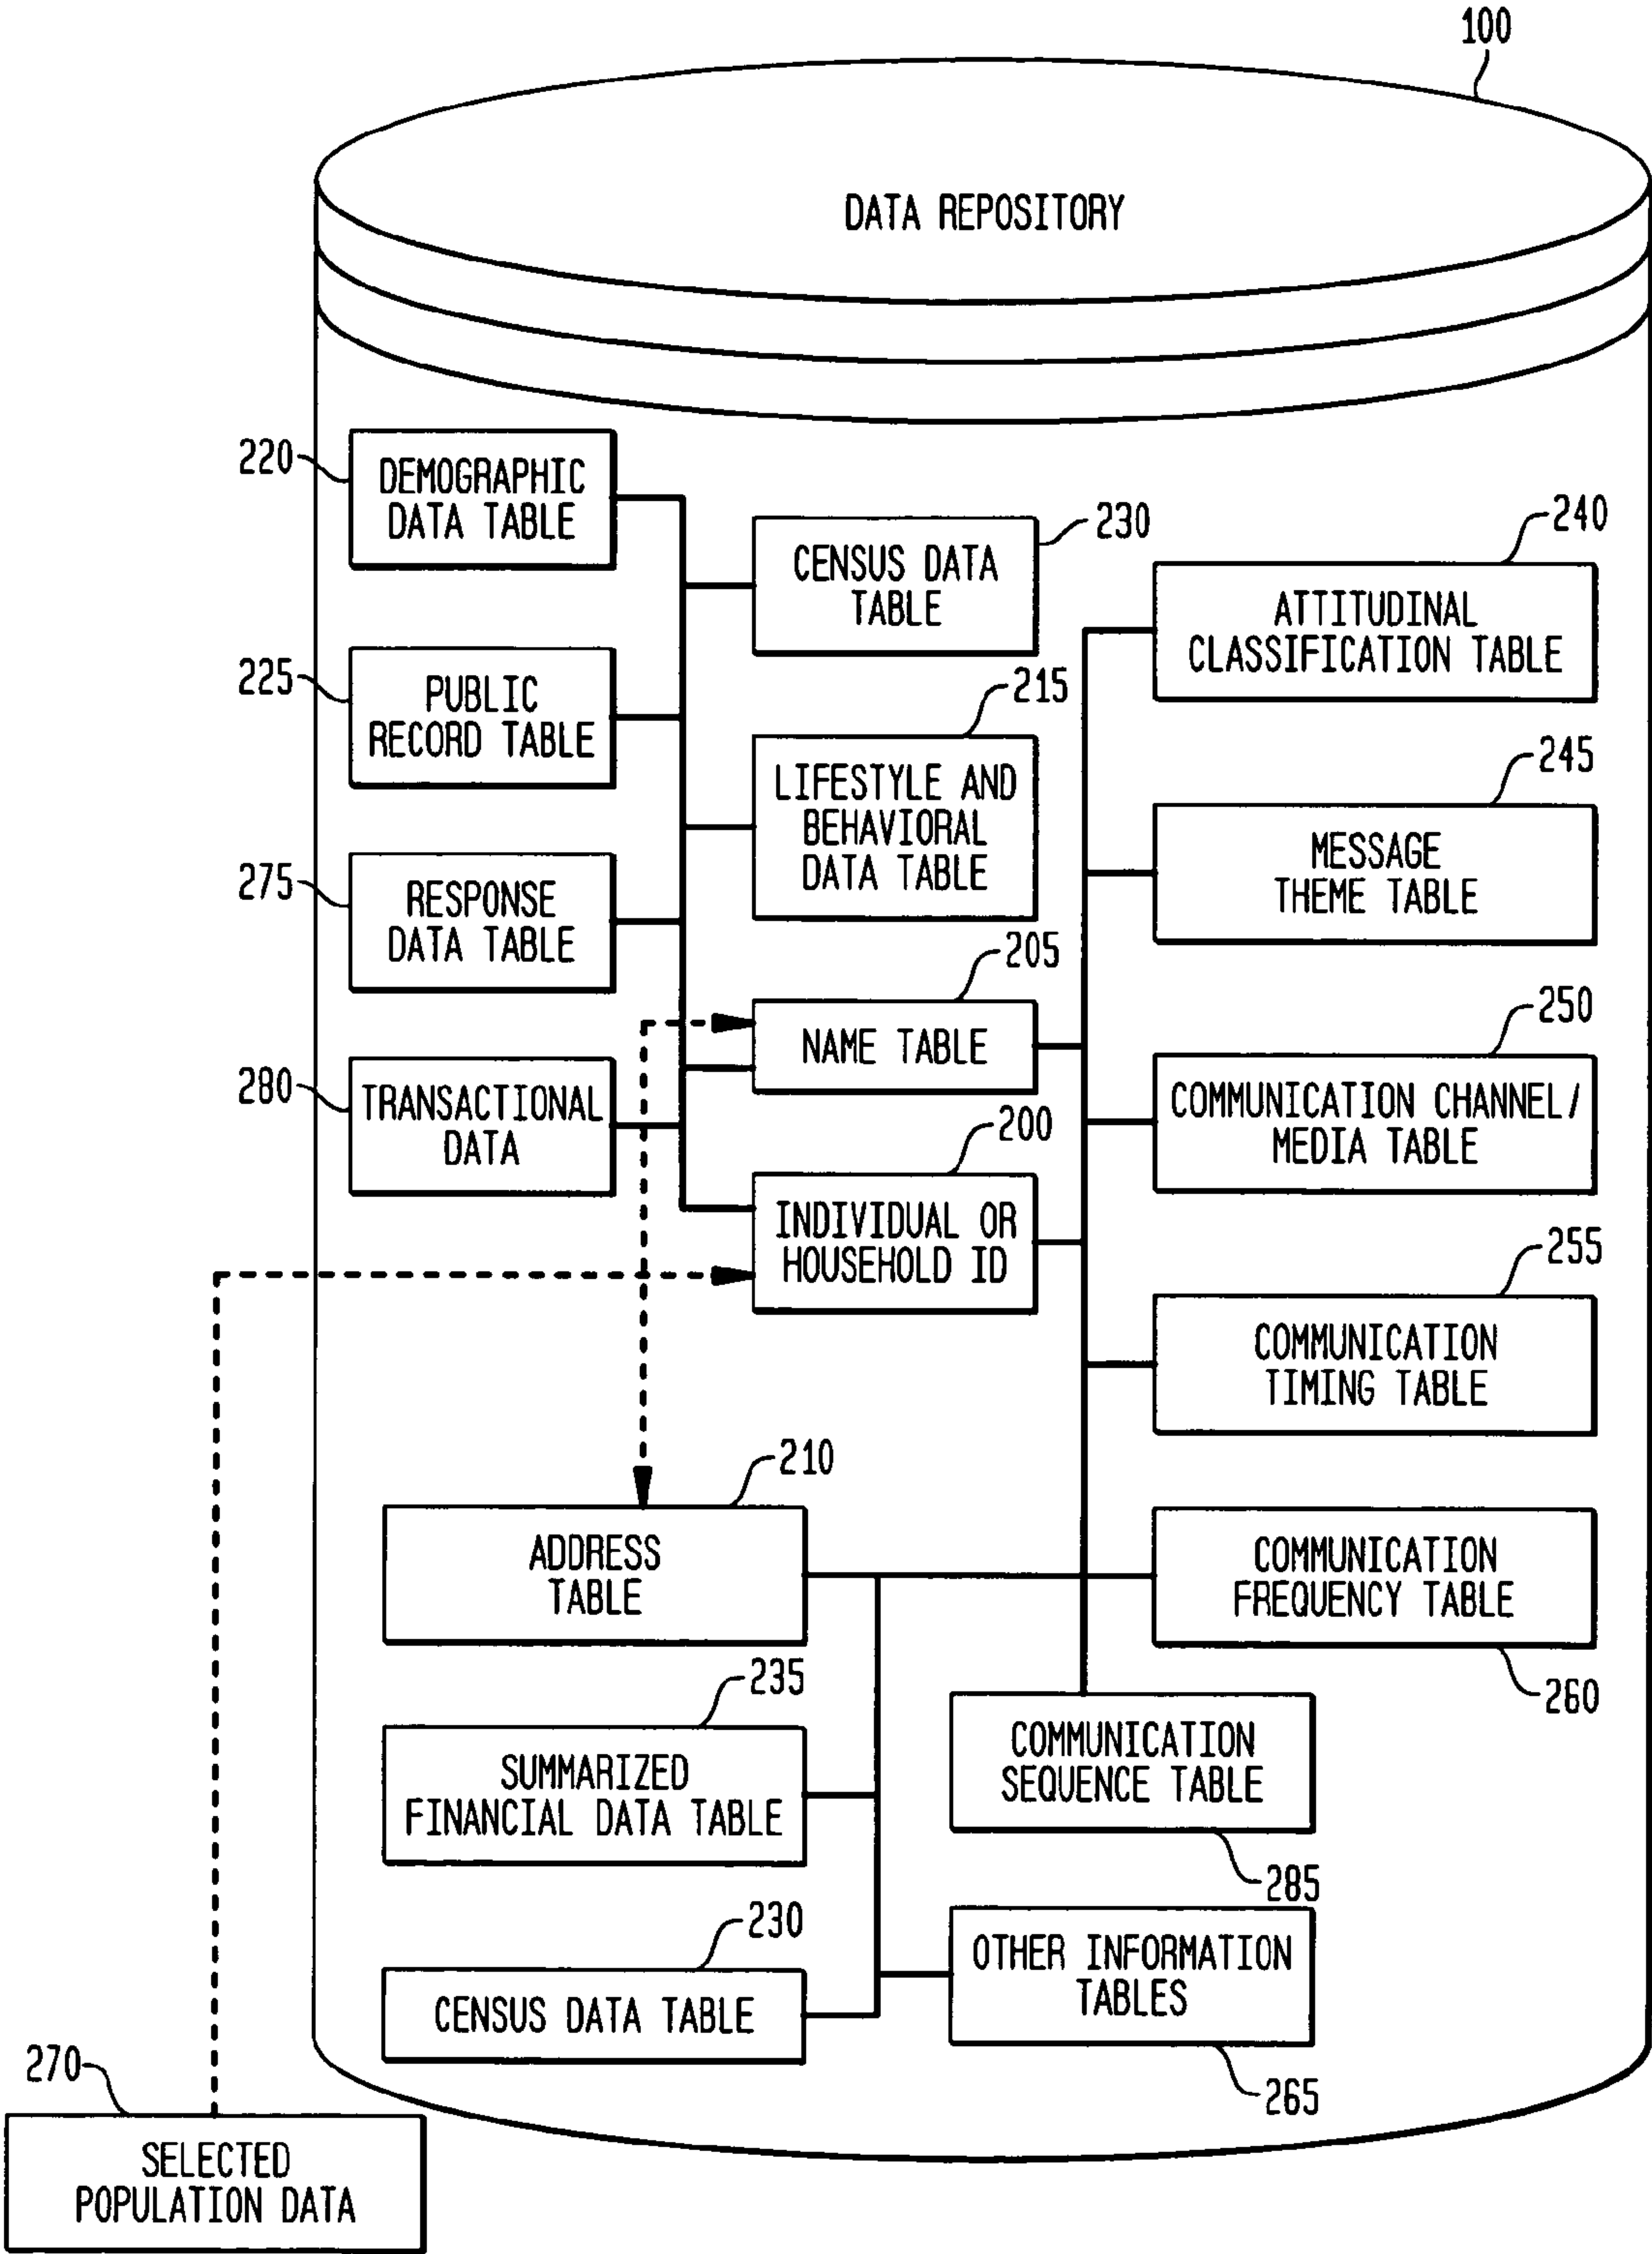 100
DATA REPOSITORY
220
DEMOGRAPHIC
DATA TABLE
230
CENSUS DATA
TABLE
240
ATTITUDINAL
CLASSIFICATION TABLE
225
PUBLIC
RECORD TABLE
215
LIFESTYLE AND
BEHAVIORAL
DATA TABLE
245
MESSAGE
THEME TABLE
275
RESPONSE
DATA TABLE
205
NAME TABLE
250
COMMUNICATION CHANNEL/
MEDIA TABLE
280
TRANSACTIONAL
DATA
200
INDIVIDUAL OR
HOUSEHOLD ID
255
COMMUNICATION
TIMING TABLE
210
ADDRESS
TABLE
COMMUNICATION
FREQUENCY TABLE
260
235
SUMMARIZED
FINANCIAL DATA TABLE
COMMUNICATION
SEQUENCE TABLE
285
230
CENSUS DATA TABLE
OTHER INFORMATION
TABLES
265
270
SELECTED
POPULATION DATA